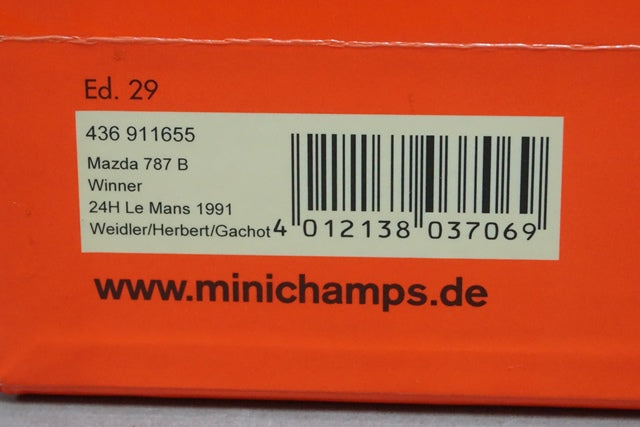 Ed. 29
436 911655
Mazda 787 B
Winner
24H Le Mans 1991
Weidler/Herbert/Gachot
4 012138 037069
www.minichamps.de